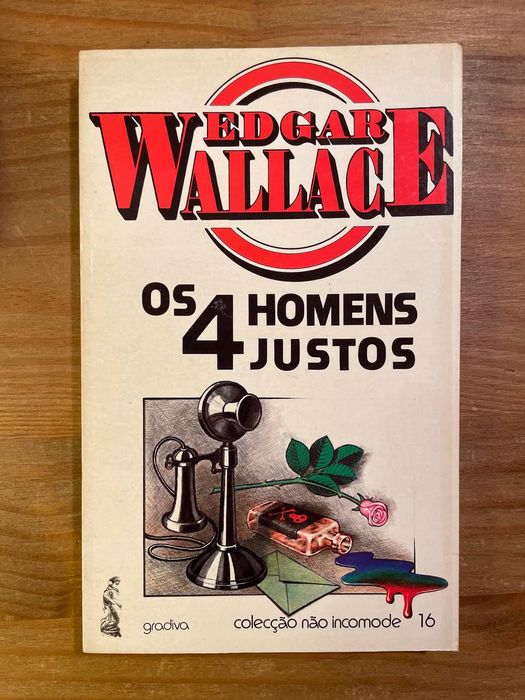 EDGAR
WALLACE
OS 4 HOMENS
JUSTOS
gradiva
colecção não incomode 16